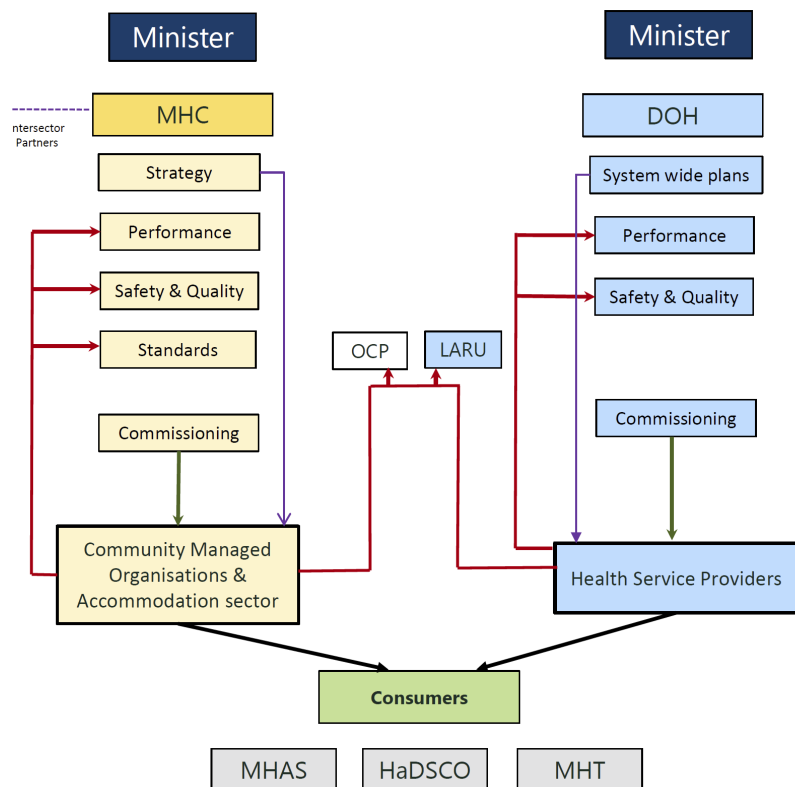 Minister
Minister
MHC
DOH
ntersector
Partners
Strategy
System wide plans
Performance
Performance
Safety & Quality
Safety & Quality
Standards
OCP
LARU
Commissioning
Commissioning
Community Managed
Organisations &
Accommodation sector
Health Service Providers
Consumers
MHAS
HaDSCO
MHT